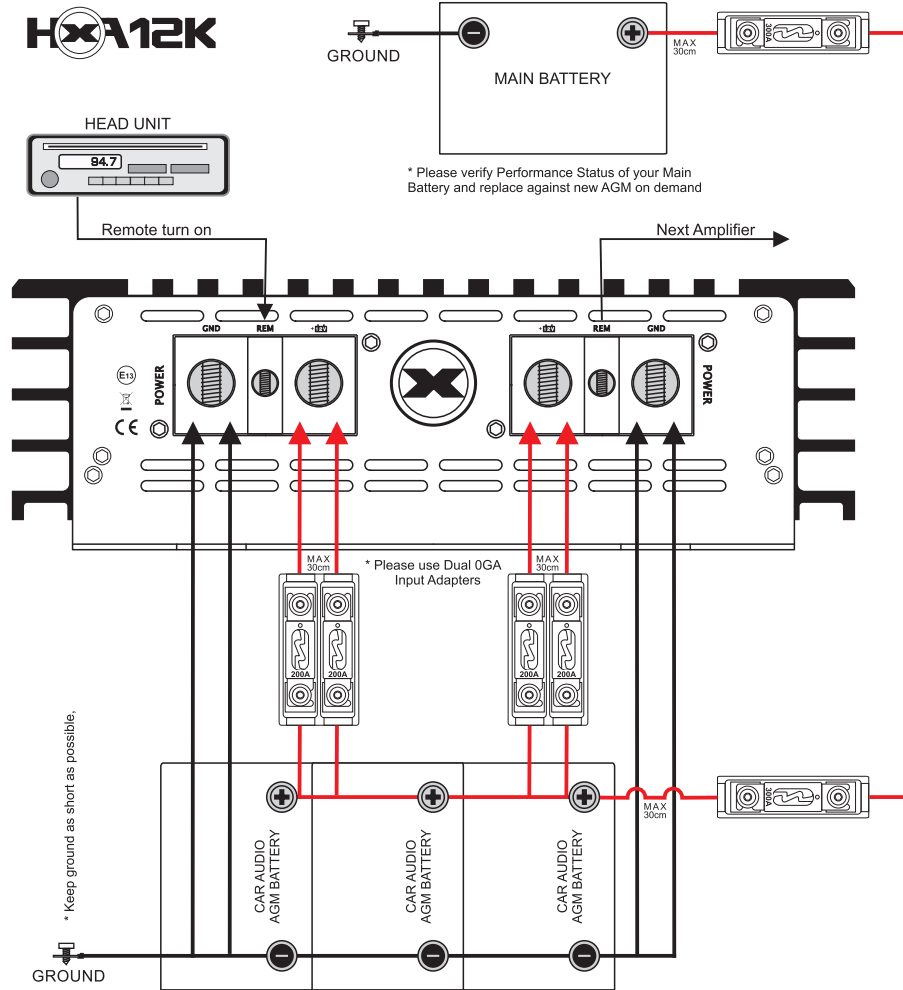 HXA12K
GROUND
MAIN BATTERY
MAX
30cm
300A
* Please verify Performance Status of your Main
Battery and replace against new AGM on demand
HEAD UNIT
94.7
Remote turn on
Next Amplifier
GND
REM
+
+
REM
GND
E13
CE
POWER
X
POWER
MAX
30cm
* Please use Dual 0GA
Input Adapters
MAX
30cm
200A
200A
200A
200A
* Keep ground as short as possible,
CAR AUDIO
AGM BATTERY
CAR AUDIO
AGM BATTERY
CAR AUDIO
AGM BATTERY
MAX
30cm
300A
GROUND